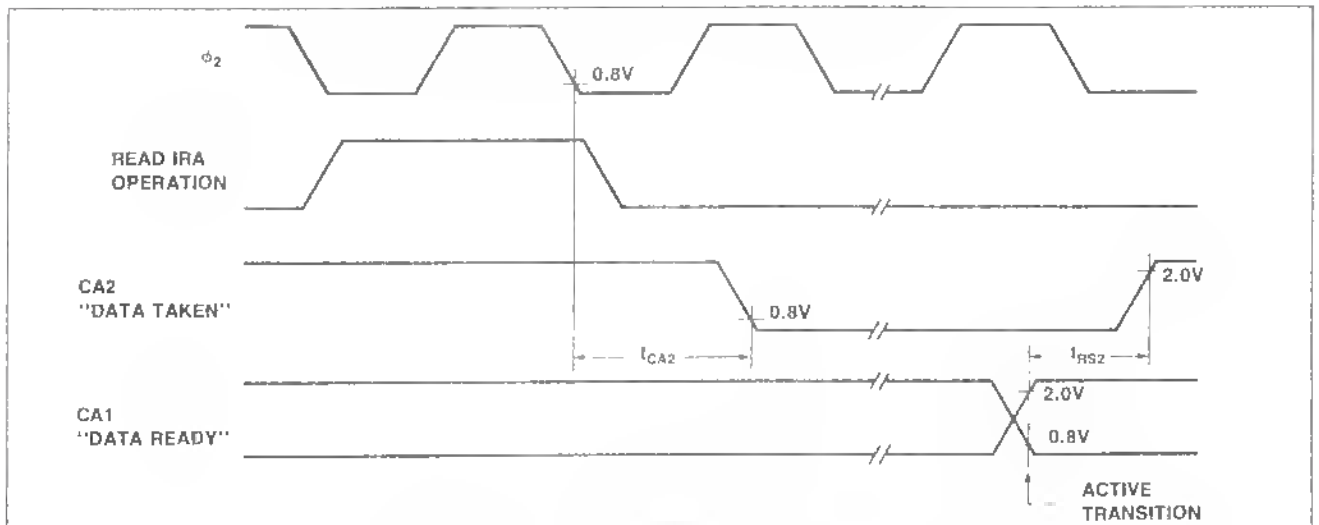 ϕ2
0.8V
READ IRA
OPERATION
CA2
"DATA TAKEN"
2.0V
0.8V
tCA2
tRS2
CA1
"DATA READY"
2.0V
0.8V
ACTIVE
TRANSITION